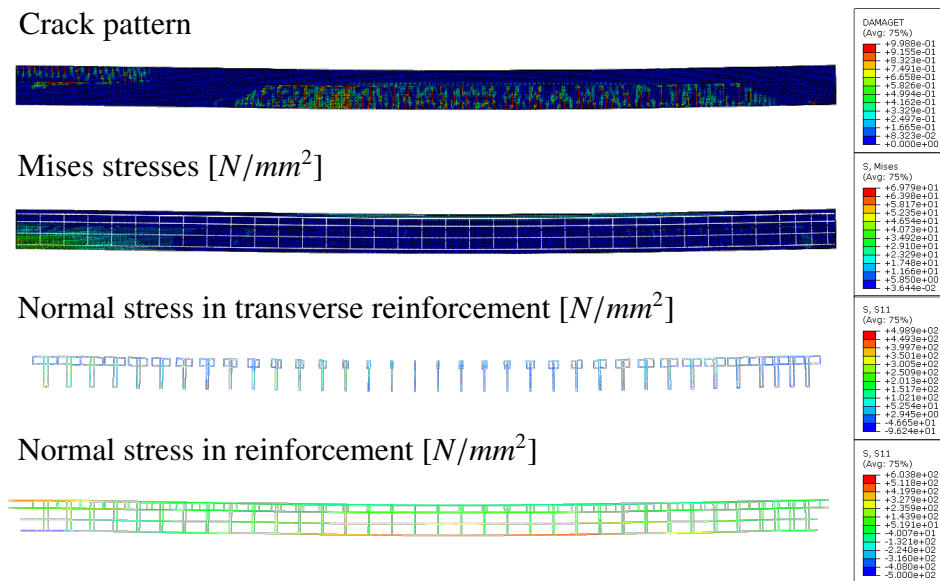 Crack pattern
DAMAGET
(Avg: 75%)
+9.988e-01
+9.155e-01
+8.323e-01
+7.491e-01
+6.658e-01
+5.826e-01
+4.994e-01
+4.162e-01
+3.329e-01
+2.497e-01
+1.665e-01
+8.323e-02
+0.000e+00
Mises stresses [N/mm²]
S, Mises
(Avg: 75%)
+6.979e+01
+6.398e+01
+5.817e+01
+5.235e+01
+4.654e+01
+4.073e+01
+3.492e+01
+2.910e+01
+2.329e+01
+1.748e+01
+1.166e+01
+5.850e+00
+3.644e-02
Normal stress in transverse reinforcement [N/mm²]
S, S11
(Avg: 75%)
+4.989e+02
+4.493e+02
+3.997e+02
+3.501e+02
+3.005e+02
+2.509e+02
+2.013e+02
+1.517e+02
+1.021e+02
+5.254e+01
+2.945e+00
-4.665e+01
-9.624e+01
Normal stress in reinforcement [N/mm²]
S, S11
(Avg: 75%)
+6.038e+02
+5.118e+02
+4.199e+02
+3.279e+02
+2.359e+02
+1.439e+02
+5.191e+01
-4.007e+01
-1.321e+02
-2.240e+02
-3.160e+02
-4.080e+02
-5.000e+02